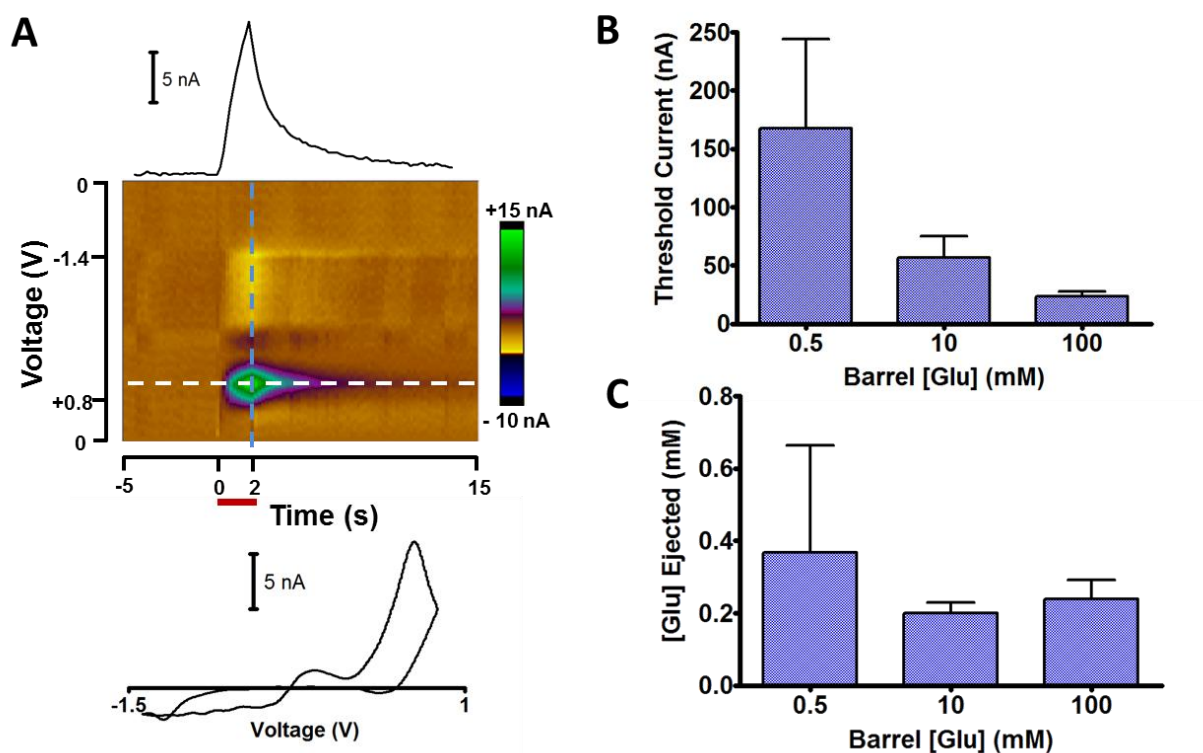 A
5 nA
0
-1.4
+0.8
0
Voltage (V)
+15 nA
- 10 nA
-5
0
2
15
Time (s)
5 nA
-1.5
1
Voltage (V)
B
250
200
150
100
50
0
Threshold Current (nA)
0.5
10
100
Barrel [Glu] (mM)
C
0.8
0.6
0.4
0.2
0.0
[Glu] Ejected (mM)
0.5
10
100
Barrel [Glu] (mM)